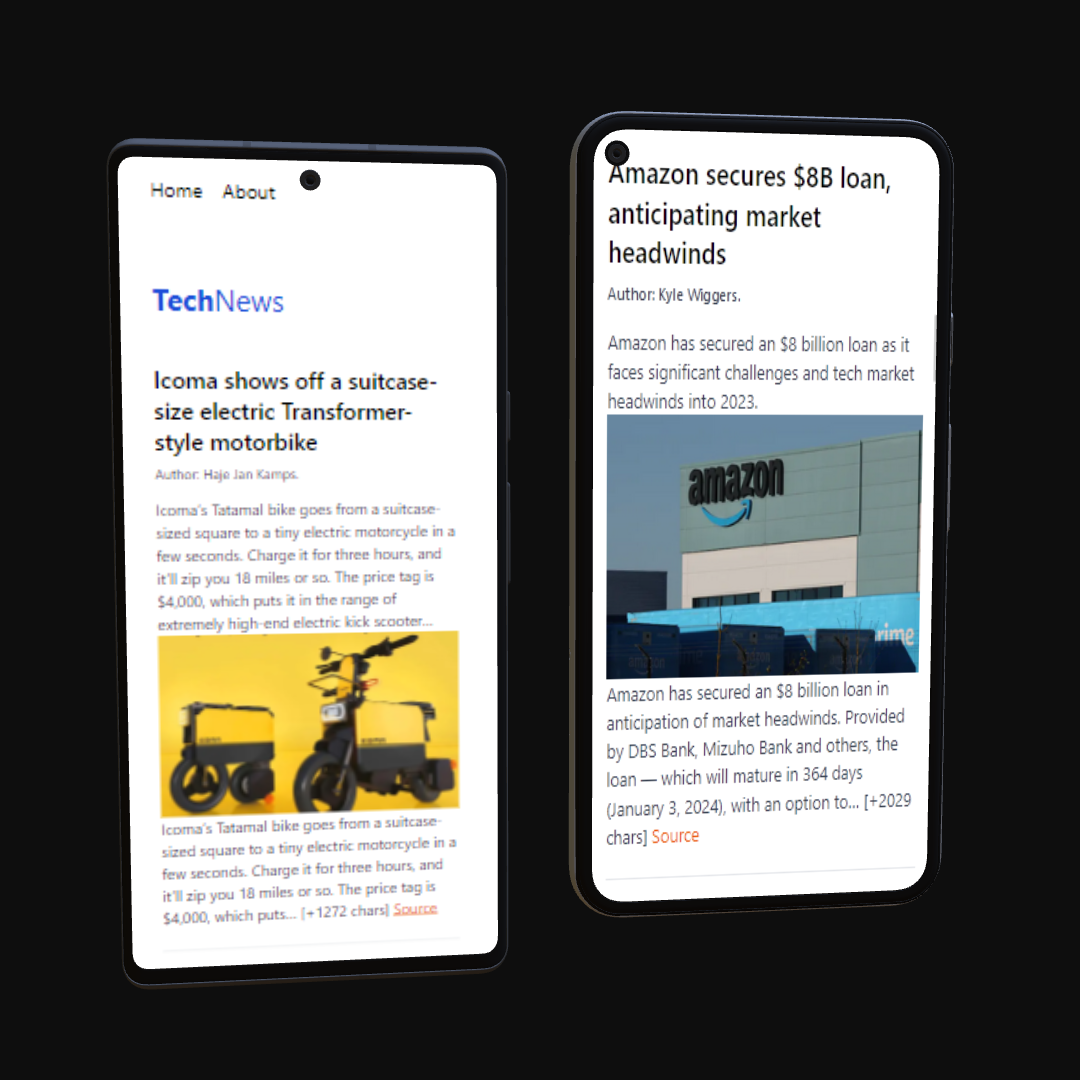 Home About
TechNews
Icoma shows off a suitcase-
size electric Transformer-
style motorbike
Author: Haje Jan Kamps.
Icoma's Tatamal bike goes from a suitcase-
sized square to a tiny electric motorcycle in a
few seconds. Charge it for three hours, and
it'll zip you 18 miles or so. The price tag is
$4,000, which puts it in the range of
extremely high-end electric kick scooter...
Icoma's Tatamal bike goes from a suitcase-
sized square to a tiny electric motorcycle in a
few seconds. Charge it for three hours, and
it'll zip you 18 miles or so. The price tag is
$4,000, which puts... [+1272 chars] Source
Amazon secures $8B loan,
anticipating market
headwinds
Author: Kyle Wiggers.
Amazon has secured an $8 billion loan as it
faces significant challenges and tech market
headwinds into 2023.
amazon
rime
Amazon has secured an $8 billion loan in
anticipation of market headwinds. Provided
by DBS Bank, Mizuho Bank and others, the
loan — which will mature in 364 days
(January 3, 2024), with an option to... [+2029
chars] Source